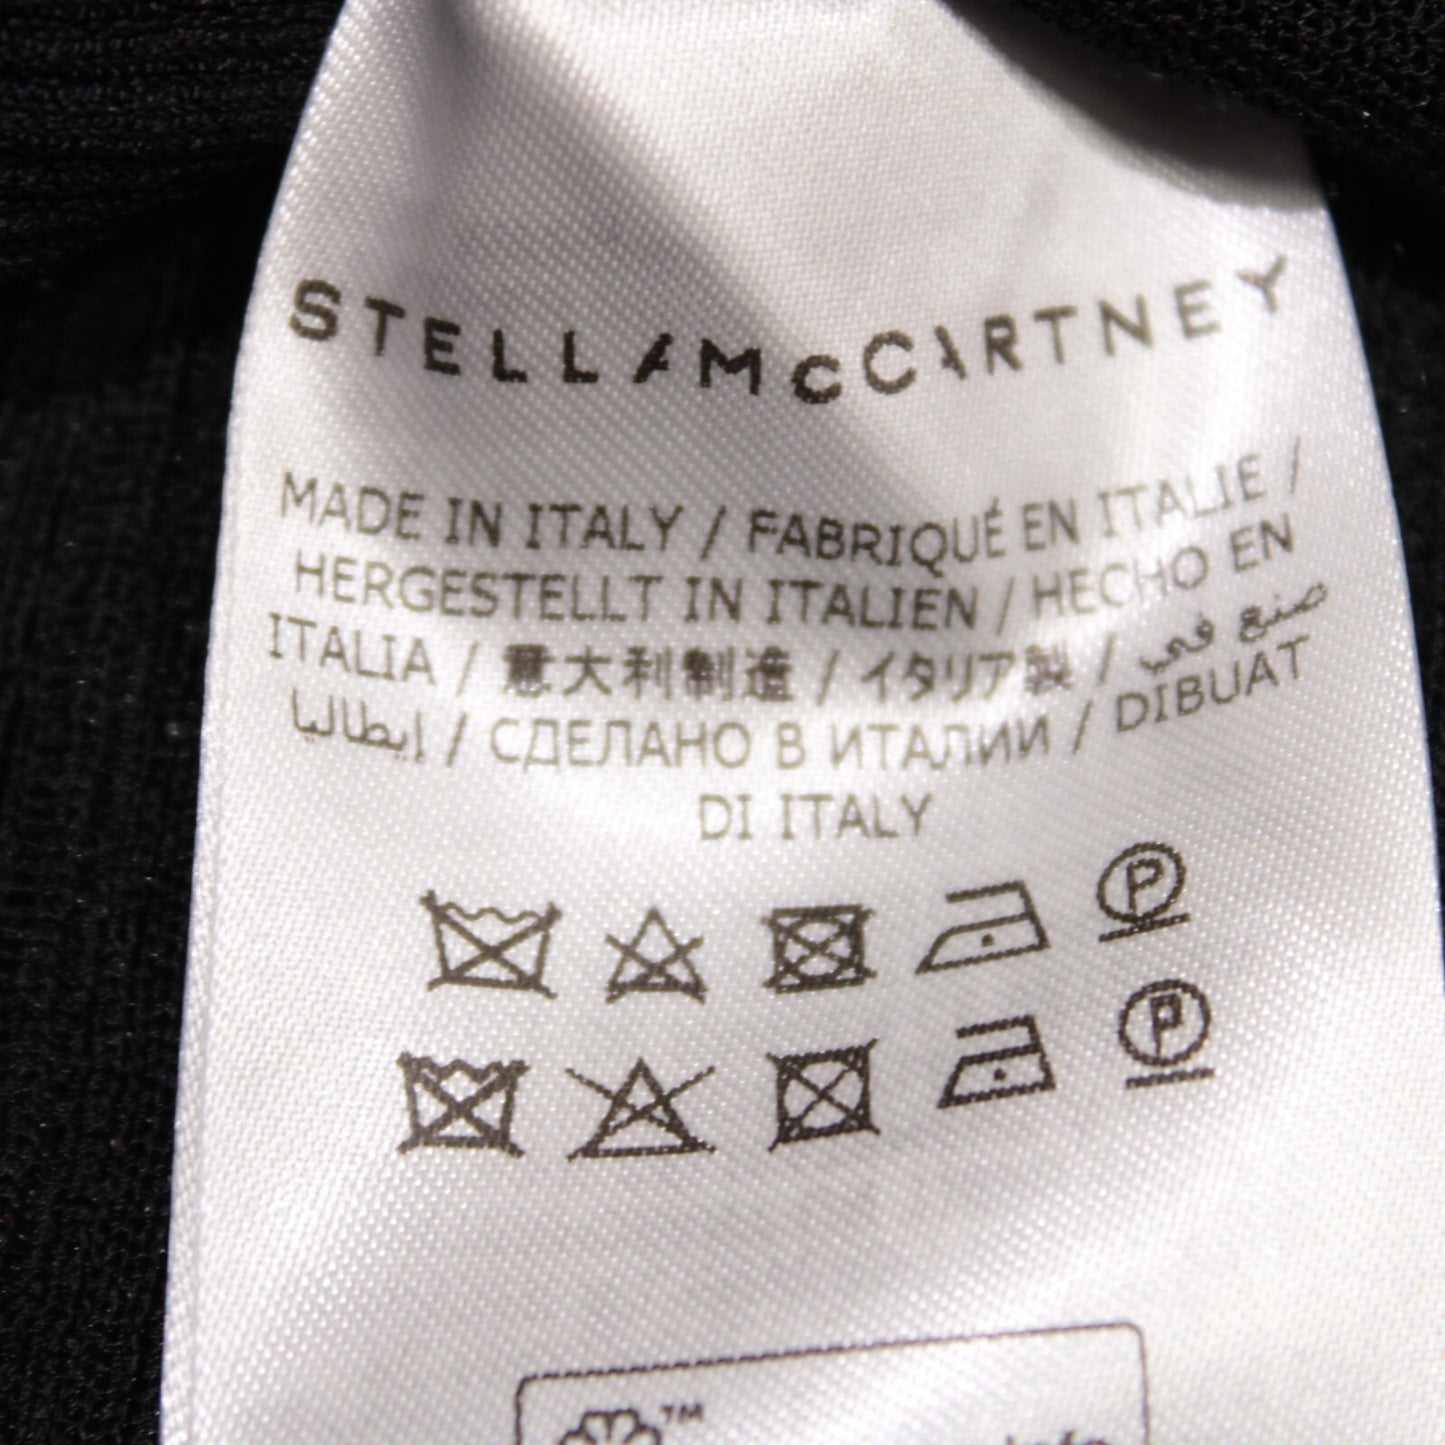 STELLA McCARTNEY
MADE IN ITALY / FABRIQUÉ EN ITALIE /
HERGESTELLT IN ITALIEN / HECHO EN
ITALIA / 意大利制造 / イタリア製 / صنع في
إيطاليا / СДЕЛАНО В ИТАЛИИ / DIBUAT
DI ITALY
P
P
™